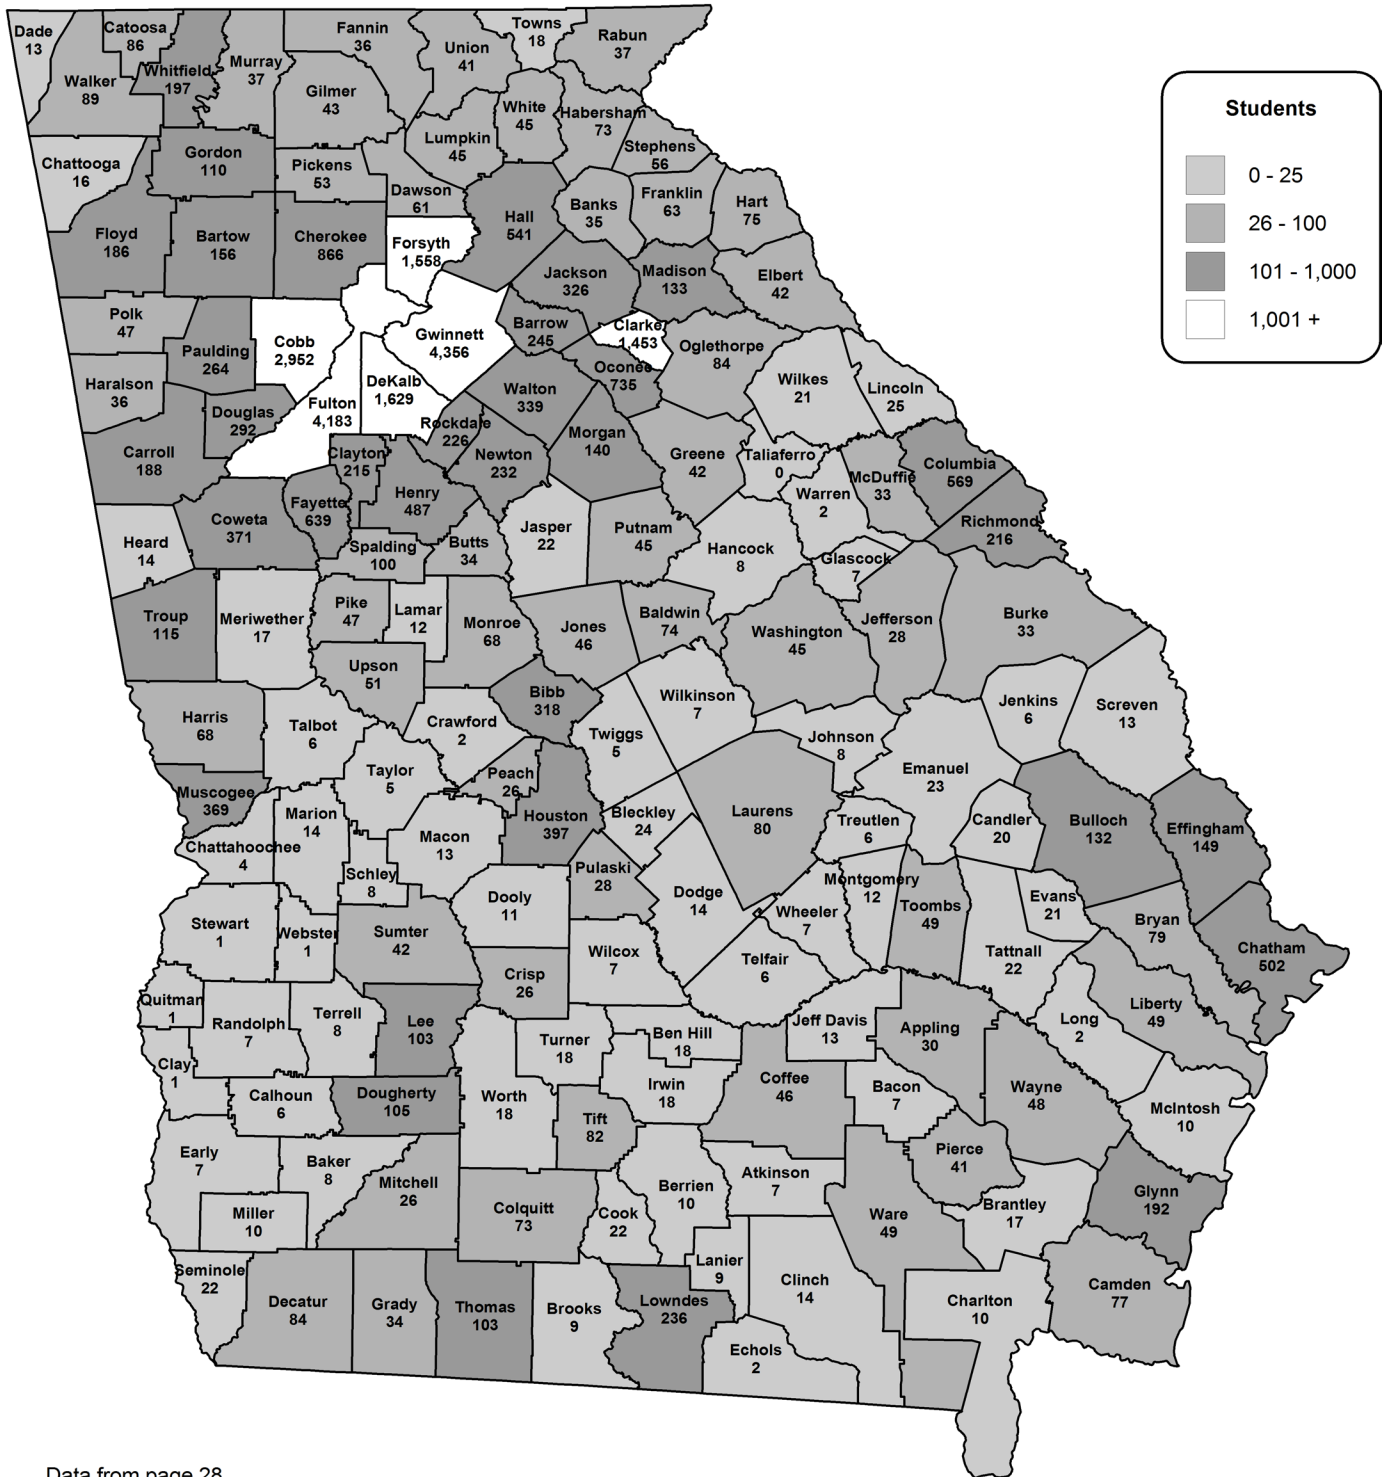 Dade
13
Catoosa
86
Whitfield
197
Walker
89
Murray
37
Fannin
36
Gilmer
43
Union
41
Towns
18
Rabun
37
White
45
Habersham
73
Lumpkin
45
Stephens
56
Chattooga
16
Gordon
110
Pickens
53
Dawson
61
Hall
541
Banks
35
Franklin
63
Hart
75
Floyd
186
Bartow
156
Cherokee
866
Forsyth
1,558
Jackson
326
Madison
133
Elbert
42
Polk
47
Paulding
264
Cobb
2,952
Gwinnett
4,356
Barrow
245
Clarke
1,453
Oconee
735
Oglethorpe
84
Wilkes
21
Lincoln
25
Haralson
36
Douglas
292
Fulton
4,183
DeKalb
1,629
Rockdale
226
Walton
339
Morgan
140
Greene
42
Taliaferro
0
McDuffie
33
Columbia
569
Carroll
188
Clayton
215
Newton
232
Henry
487
Fayette
639
Coweta
371
Warren
2
Richmond
216
Heard
14
Spalding
100
Butts
34
Jasper
22
Putnam
45
Hancock
8
Glascock
7
Troup
115
Meriwether
17
Pike
47
Lamar
12
Monroe
68
Jones
46
Baldwin
74
Washington
45
Jefferson
28
Burke
33
Upson
51
Bibb
318
Wilkinson
7
Jenkins
6
Screven
13
Harris
68
Talbot
6
Crawford
2
Twiggs
5
Johnson
8
Emanuel
23
Taylor
5
Peach
26
Houston
397
Bleckley
24
Laurens
80
Treutlen
6
Candler
20
Bulloch
132
Effingham
149
Muscogee
369
Marion
14
Macon
13
Chattahoochee
4
Schley
8
Pulaski
28
Dodge
14
Montgomery
12
Wheeler
7
Toombs
49
Evans
21
Tattnall
22
Bryan
79
Chatham
502
Stewart
1
Webster
1
Sumter
42
Dooly
11
Crisp
26
Wilcox
7
Telfair
6
Quitman
1
Randolph
7
Terrell
8
Lee
103
Turner
18
Ben Hill
18
Jeff Davis
13
Appling
30
Long
2
Liberty
49
Clay
1
Calhoun
6
Dougherty
105
Worth
18
Tift
82
Irwin
18
Coffee
46
Bacon
7
Wayne
48
McIntosh
10
Early
7
Baker
8
Mitchell
26
Miller
10
Colquitt
73
Cook
22
Berrien
10
Atkinson
7
Pierce
41
Ware
49
Brantley
17
Glynn
192
Seminole
22
Decatur
84
Grady
34
Thomas
103
Brooks
9
Lowndes
236
Lanier
9
Clinch
14
Echols
2
Charlton
10
Camden
77
Students
0 - 25
26 - 100
101 - 1,000
1,001 +
Data from page 28